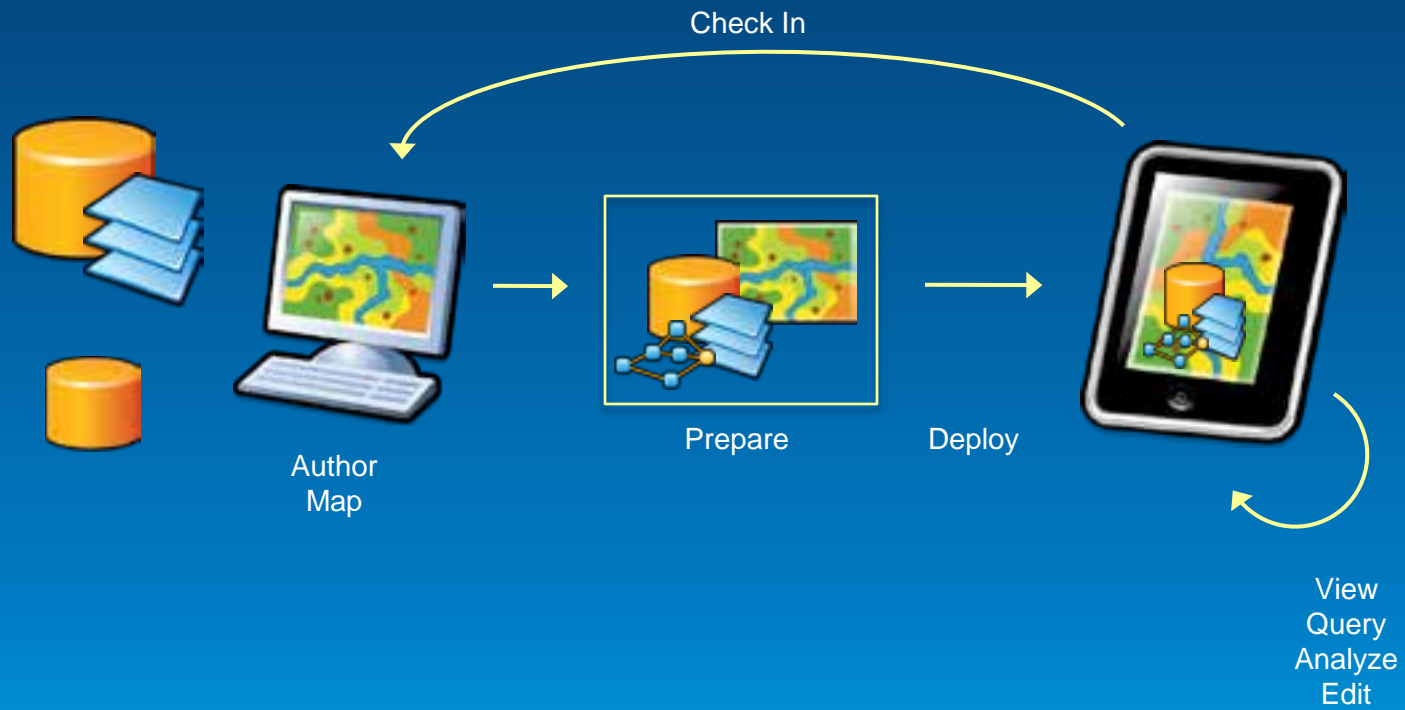 Check In
Author
Map
Prepare
Deploy
View
Query
Analyze
Edit